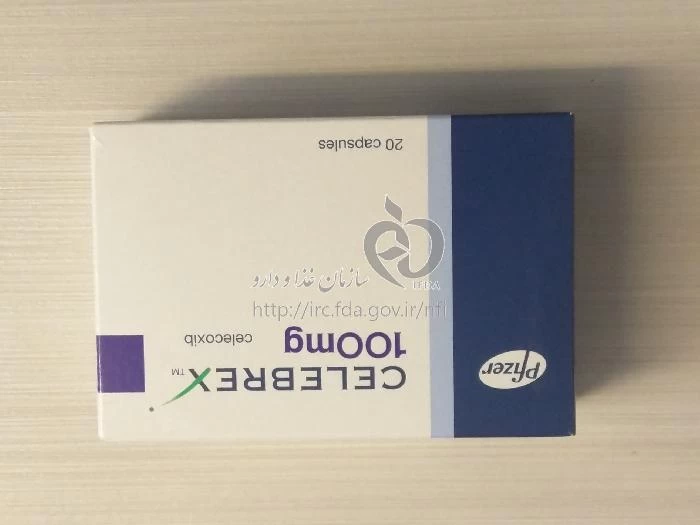 Pfizer
CELEBREX™
100mg
celecoxib
20 capsules
سازمان غذا و دارو
IFDA
http://irc.fda.gov.ir/nfi